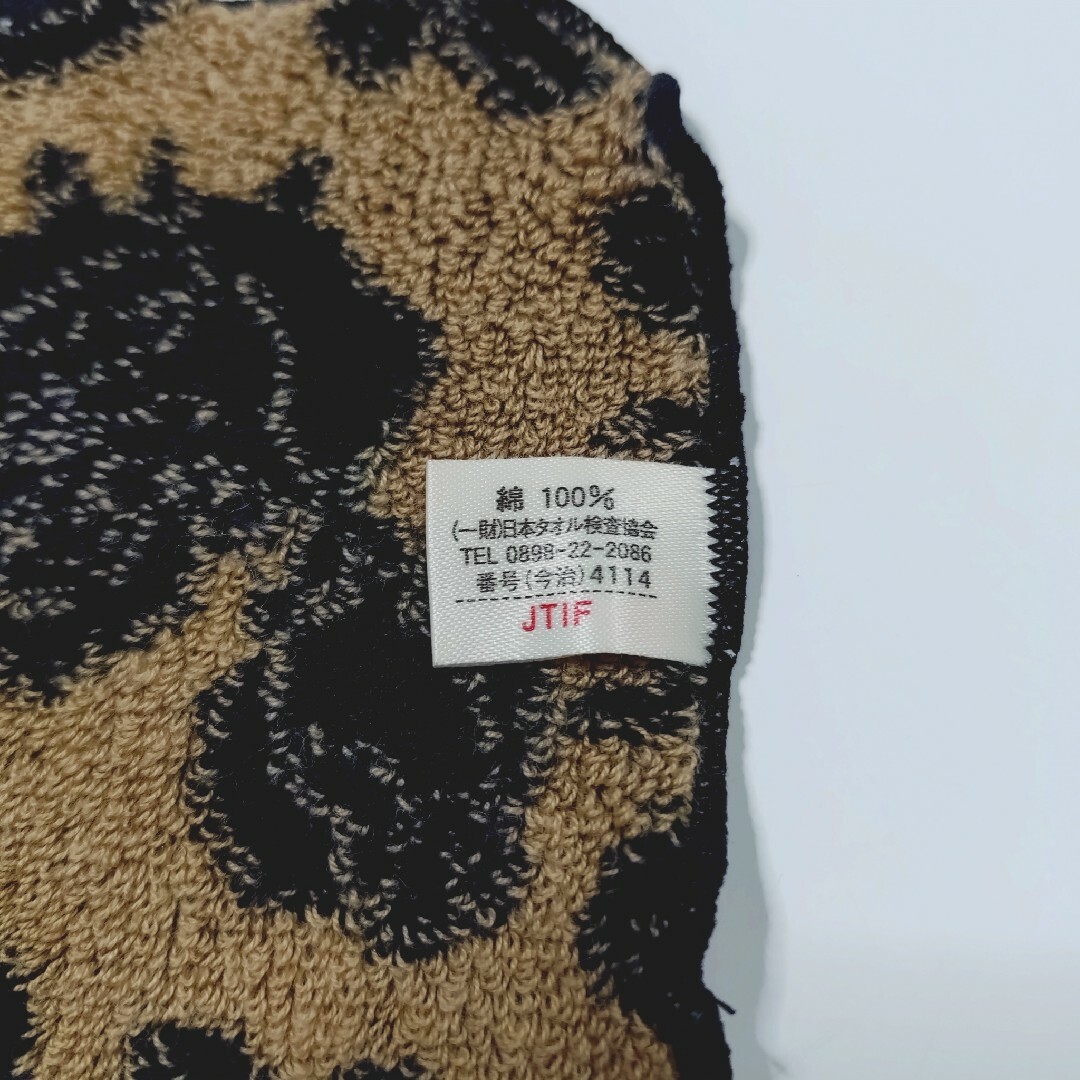 綿 100%
(一財)日本タオル検査協会
TEL 0898-22-2086
番号(今治)4114
JTIF